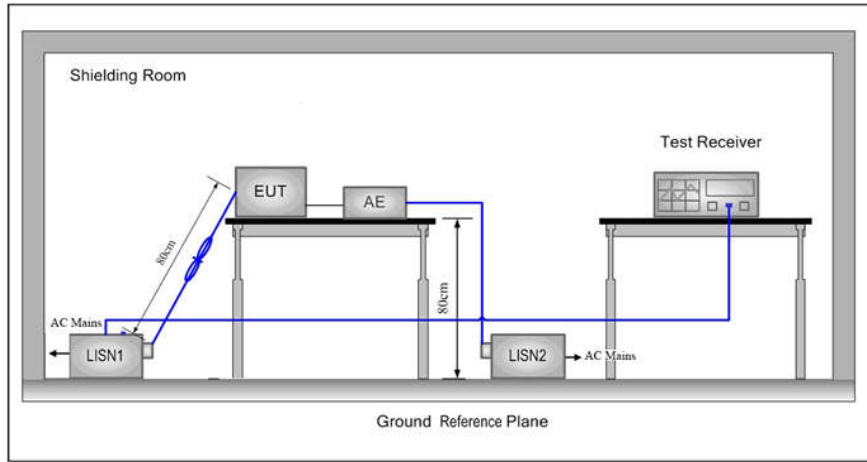 Shielding Room
Test Receiver
EUT
AE
80cm
80cm
AC Mains
LISN1
LISN2
AC Mains
Ground Reference Plane